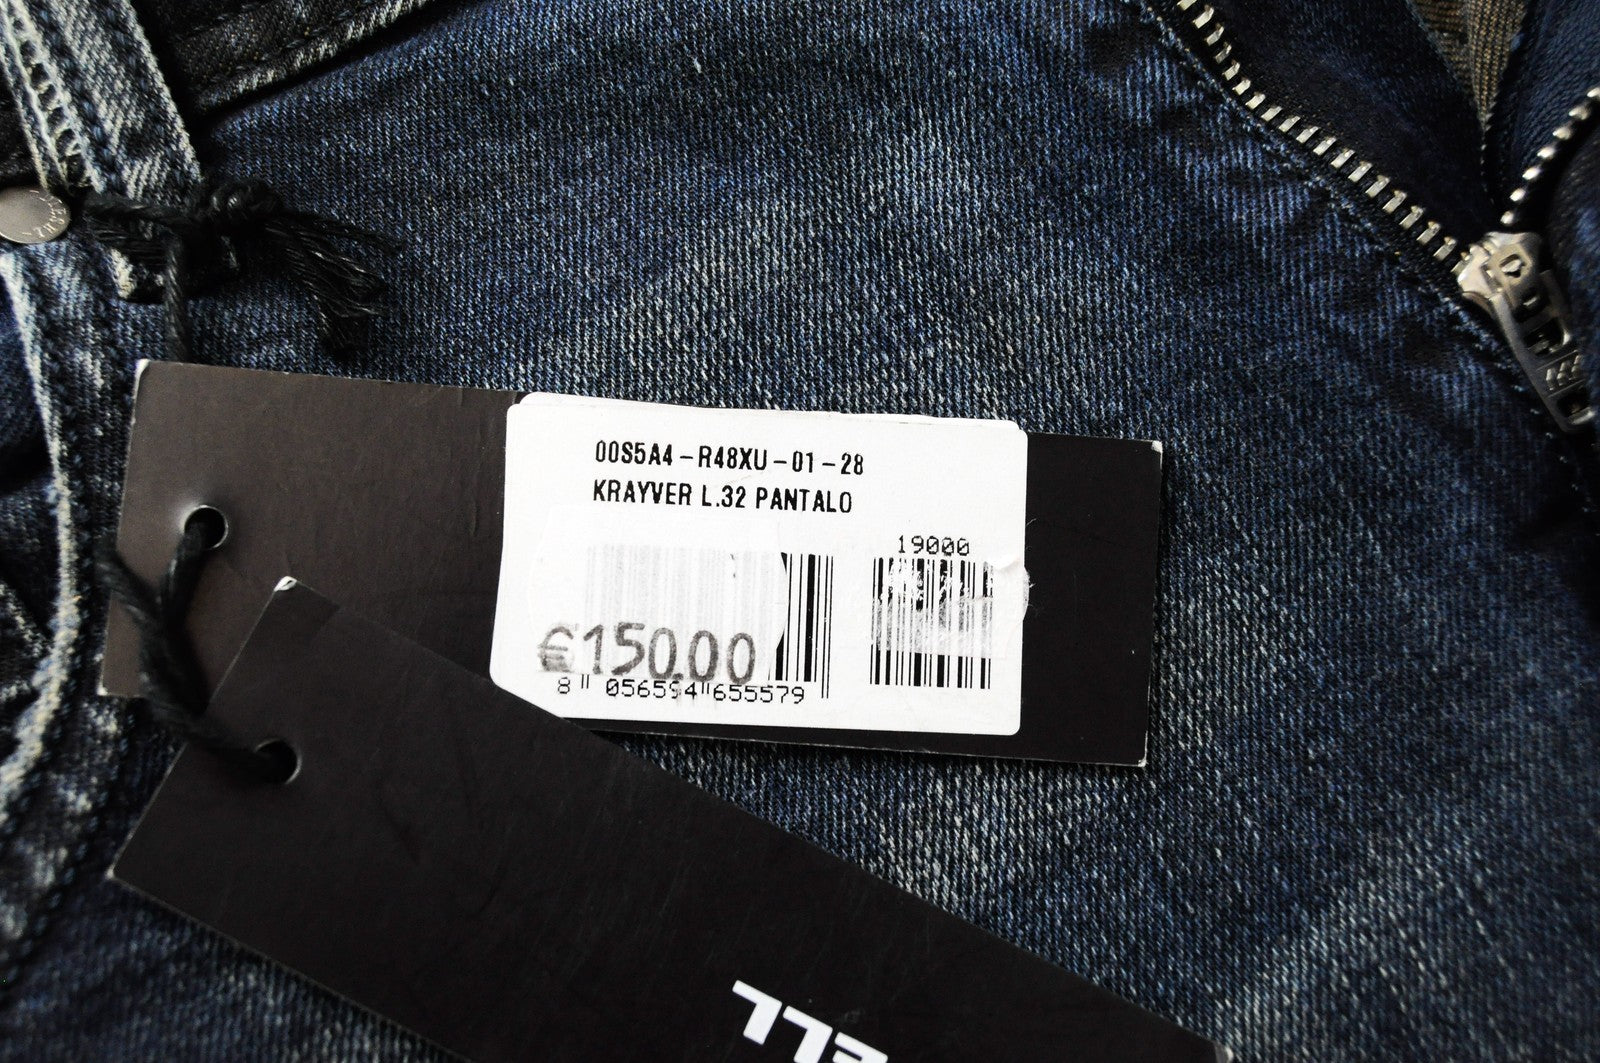 00S5A4-R48XU-01-28
KRAYVER L.32 PANTALO
19000
€150,00
8 056594 655579